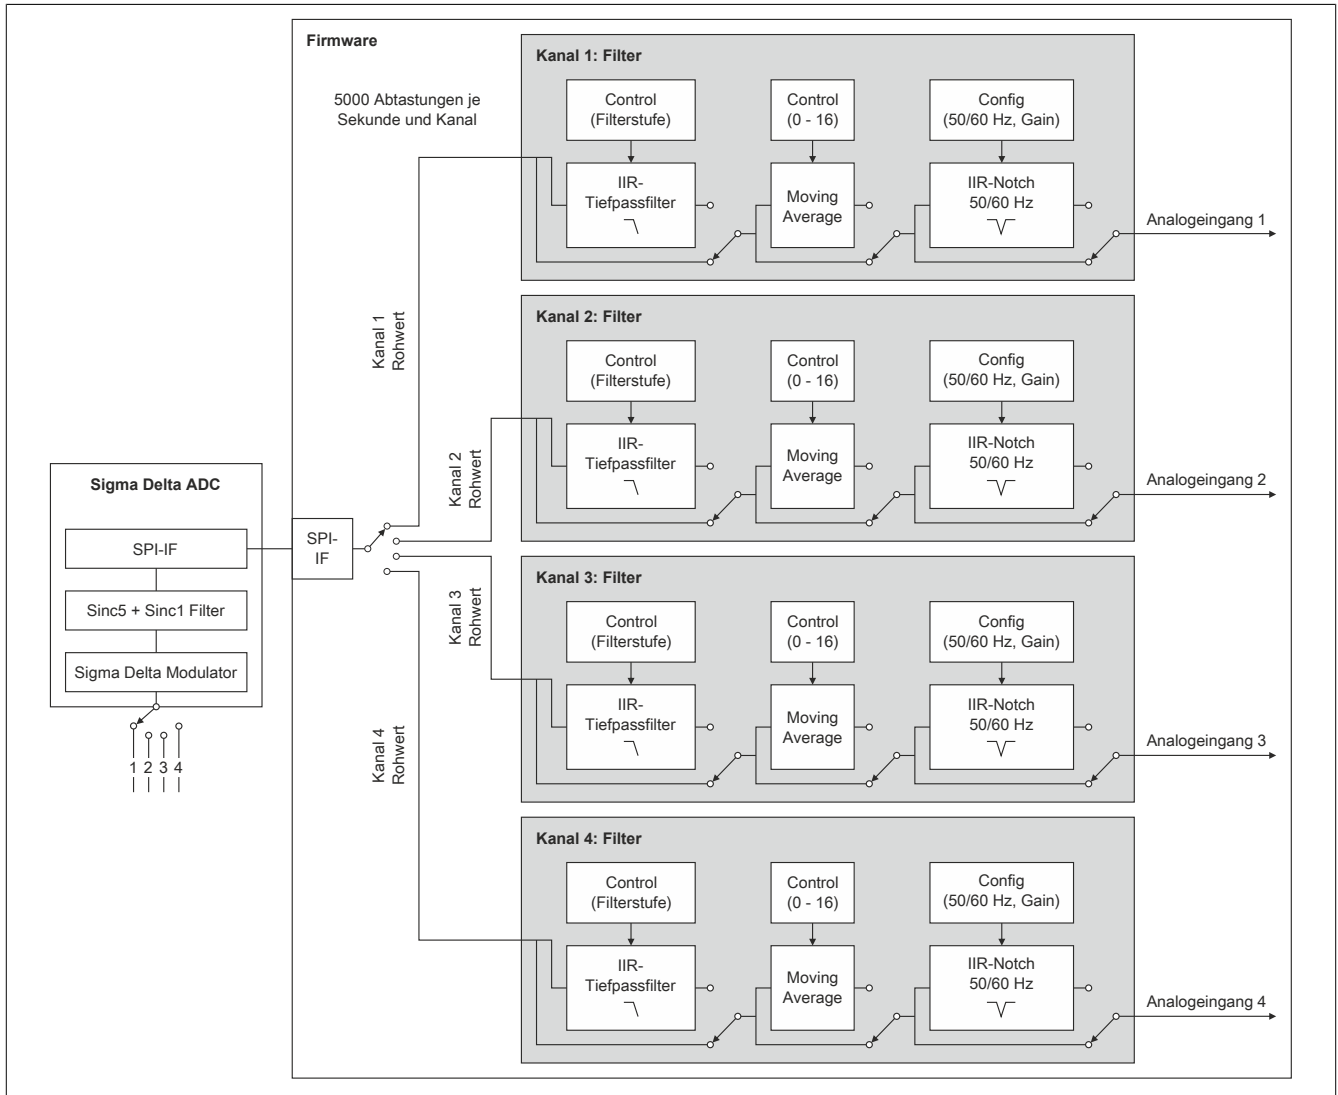 Firmware
5000 Abtastungen je
Sekunde und Kanal
Kanal 1: Filter
Control
(Filterstufe)
Control
(0 - 16)
Config
(50/60 Hz, Gain)
IIR-
Tiefpassfilter
Moving
Average
IIR-Notch
50/60 Hz
Analogeingang 1
Kanal 1
Rohwert
Kanal 2: Filter
Control
(Filterstufe)
Control
(0 - 16)
Config
(50/60 Hz, Gain)
IIR-
Tiefpassfilter
Moving
Average
IIR-Notch
50/60 Hz
Analogeingang 2
Kanal 2
Rohwert
Sigma Delta ADC
SPI-IF
Sinc5 + Sinc1 Filter
Sigma Delta Modulator
1 2 3 4
SPI-
IF
Kanal 3: Filter
Control
(Filterstufe)
Control
(0 - 16)
Config
(50/60 Hz, Gain)
IIR-
Tiefpassfilter
Moving
Average
IIR-Notch
50/60 Hz
Analogeingang 3
Kanal 3
Rohwert
Kanal 4
Rohwert
Kanal 4: Filter
Control
(Filterstufe)
Control
(0 - 16)
Config
(50/60 Hz, Gain)
IIR-
Tiefpassfilter
Moving
Average
IIR-Notch
50/60 Hz
Analogeingang 4